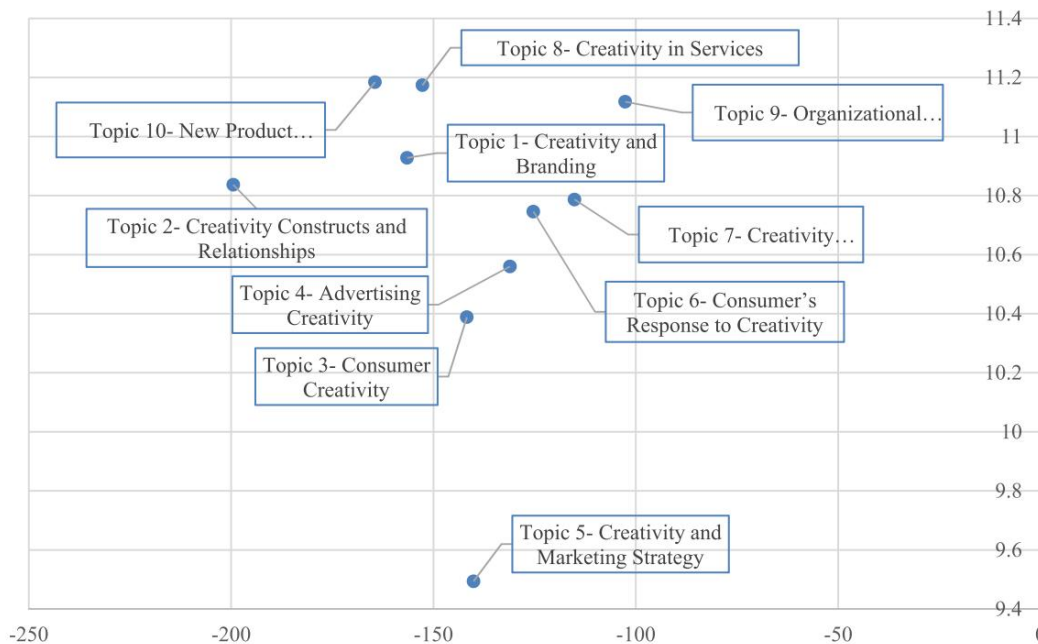 11.4
Topic 8- Creativity in Services
11.2
Topic 10- New Product…
Topic 9- Organizational…
11
Topic 1- Creativity and
Branding
10.8
Topic 2- Creativity Constructs and
Relationships
Topic 7- Creativity…
10.6
Topic 4- Advertising
Creativity
Topic 6- Consumer’s
Response to Creativity
10.4
Topic 3- Consumer
Creativity
10.2
10
9.8
Topic 5- Creativity and
Marketing Strategy
9.6
9.4
-250 -200 -150 -100 -50 0